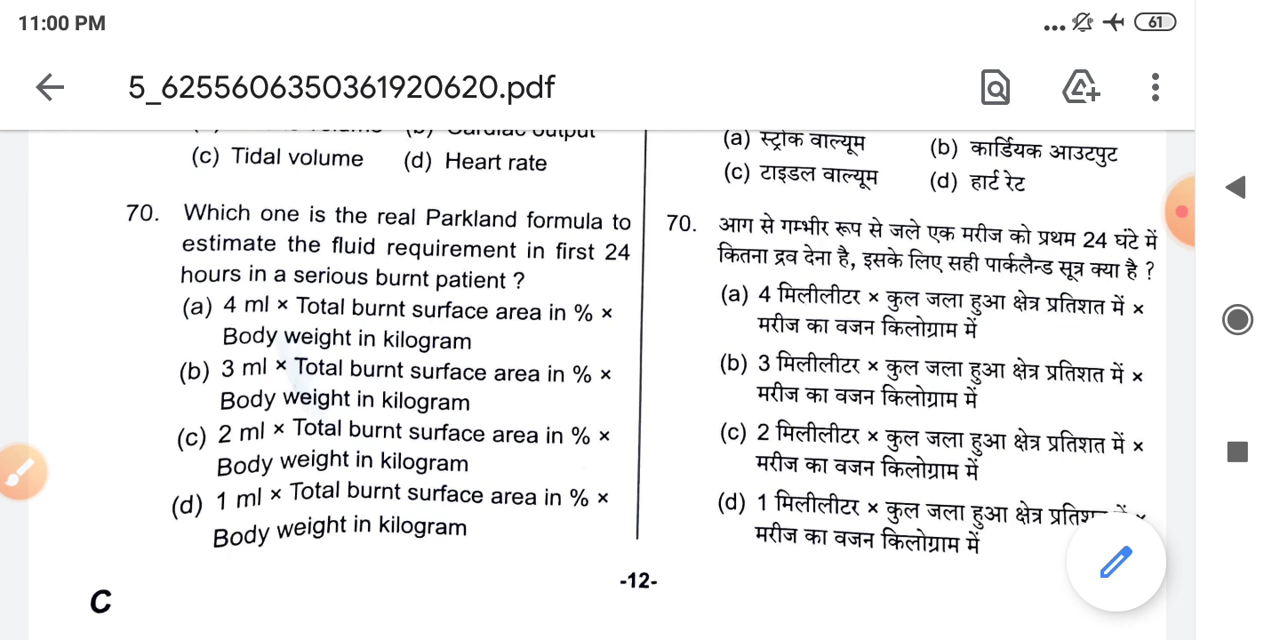 11:00 PM
... 61
5_6255606350361920620.pdf
(b) Cardiac output
(c) Tidal volume (d) Heart rate
70. Which one is the real Parkland formula to
estimate the fluid requirement in first 24
hours in a serious burnt patient ?
(a) 4 ml × Total burnt surface area in % ×
Body weight in kilogram
(b) 3 ml × Total burnt surface area in % ×
Body weight in kilogram
(c) 2 ml × Total burnt surface area in % ×
Body weight in kilogram
(d) 1 ml × Total burnt surface area in % ×
Body weight in kilogram
(a) स्ट्रोक वाल्यूम (b) कार्डियक आउटपुट
(c) टाइडल वाल्यूम (d) हार्ट रेट
70. आग से गम्भीर रूप से जले एक मरीज को प्रथम 24 घंटे में
कितना द्रव देना है, इसके लिए सही पार्कलैन्ड सूत्र क्या है ?
(a) 4 मिलीलीटर × कुल जला हुआ क्षेत्र प्रतिशत में ×
मरीज का वजन किलोग्राम में
(b) 3 मिलीलीटर × कुल जला हुआ क्षेत्र प्रतिशत में ×
मरीज का वजन किलोग्राम में
(c) 2 मिलीलीटर × कुल जला हुआ क्षेत्र प्रतिशत में ×
मरीज का वजन किलोग्राम में
(d) 1 मिलीलीटर × कुल जला हुआ क्षेत्र
मरीज का वजन किलोग्राम में
-12-
C